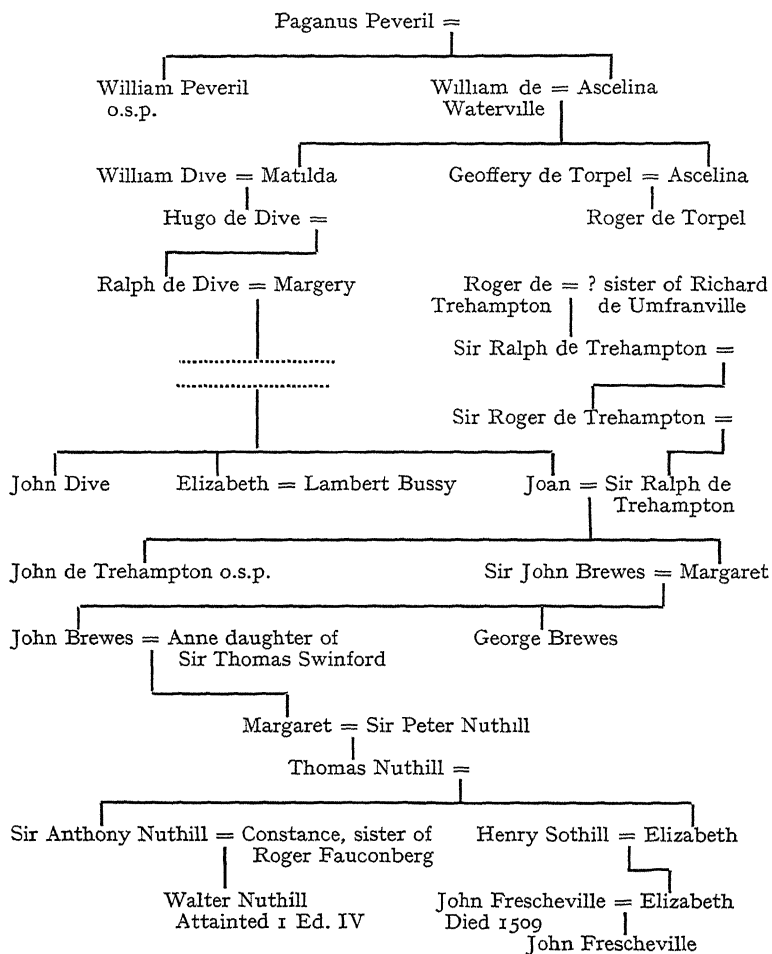 Paganus Peveril =
William Peveril
o.s.p.
William de = Ascelina
Waterville
William Dive = Matilda
Geoffery de Torpel = Ascelina
Hugo de Dive =
Roger de Torpel
Ralph de Dive = Margery
Roger de = ? sister of Richard
Trehampton de Umfranville
Sir Ralph de Trehampton =
Sir Roger de Trehampton =
John Dive
Elizabeth = Lambert Bussy
Joan = Sir Ralph de
Trehampton
John de Trehampton o.s.p.
Sir John Brewes = Margaret
John Brewes = Anne daughter of
Sir Thomas Swinford
George Brewes
Margaret = Sir Peter Nuthill
Thomas Nuthill =
Sir Anthony Nuthill = Constance, sister of
Roger Fauconberg
Henry Sothill = Elizabeth
Walter Nuthill
Attainted 1 Ed. IV
John Frescheville = Elizabeth
Died 1509
John Frescheville